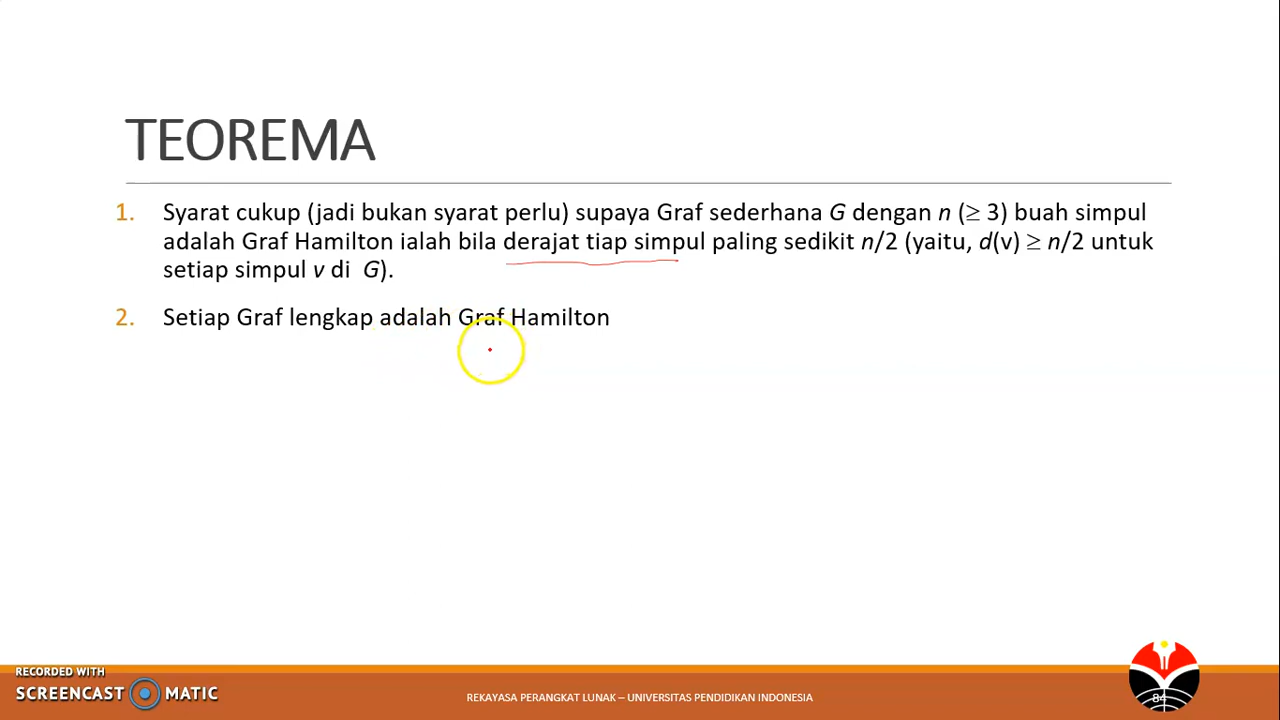 TEOREMA
1. Syarat cukup (jadi bukan syarat perlu) supaya Graf sederhana G dengan n (≥ 3) buah simpul
adalah Graf Hamilton ialah bila derajat tiap simpul paling sedikit n/2 (yaitu, d(v) ≥ n/2 untuk
setiap simpul v di G).
2. Setiap Graf lengkap adalah Graf Hamilton
RECORDED WITH
SCREENCAST MATIC
REKAYASA PERANGKAT LUNAK – UNIVERSITAS PENDIDIKAN INDONESIA
84